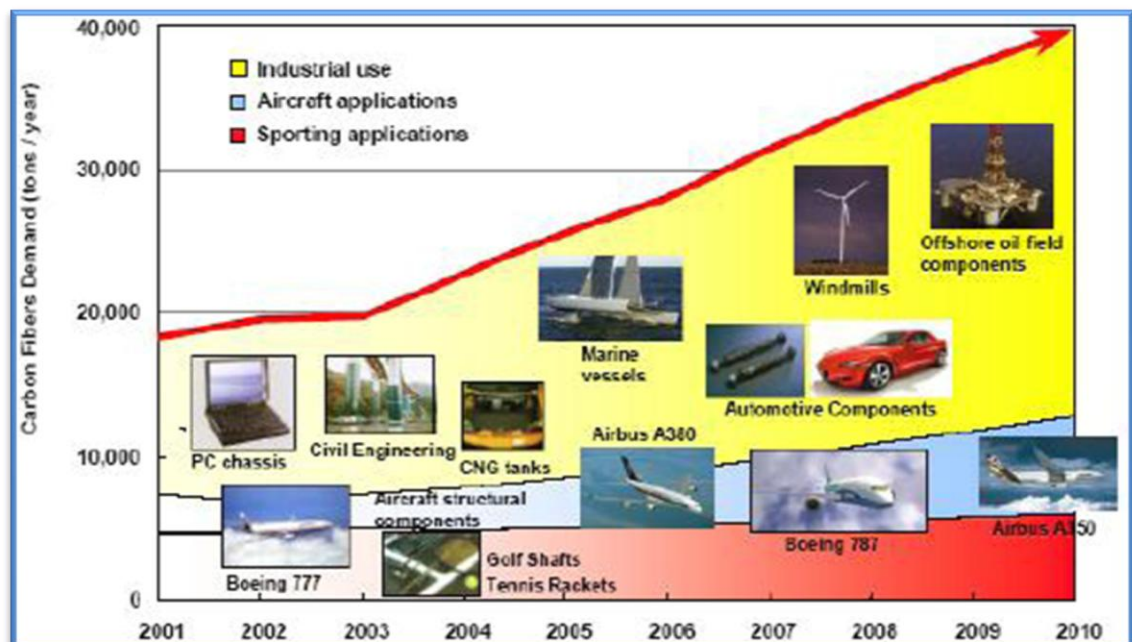 Carbon Fibers Demand (tons / year)
40,000
30,000
20,000
10,000
0
Industrial use
Aircraft applications
Sporting applications
Offshore oil field
components
Windmills
Marine
vessels
Automotive Components
PC chassis
Civil Engineering
CNG tanks
Airbus A380
Aircraft structural
components
Boeing 777
Golf Shafts
Tennis Rackets
Boeing 787
Airbus A350
2001 2002 2003 2004 2005 2006 2007 2008 2009 2010